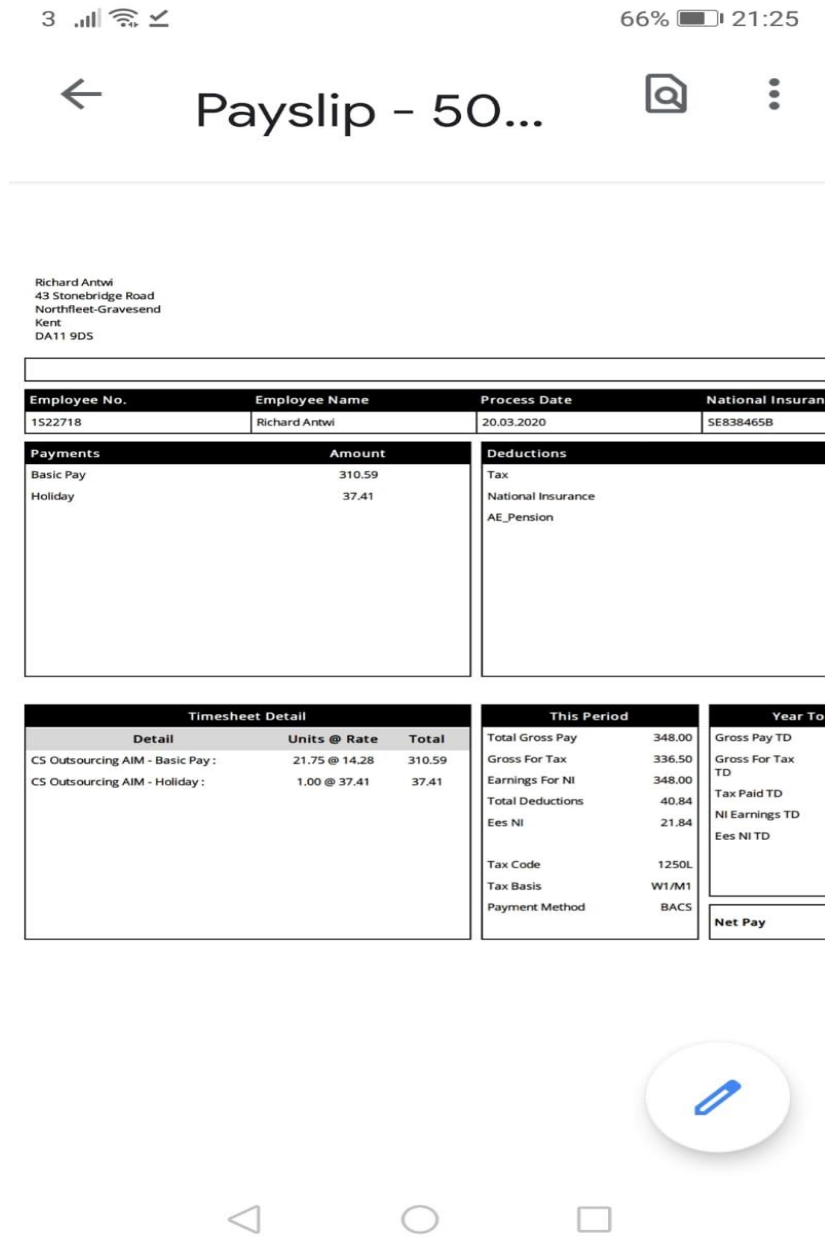 3 66% 21:25
Payslip - 50...
Richard Antwi
43 Stonebridge Road
Northfleet-Gravesend
Kent
DA11 9DS
Employee No. Employee Name Process Date National Insuran
1S22718 Richard Antwi 20.03.2020 SE838465B
Payments Amount Deductions
Basic Pay 310.59 Tax
Holiday 37.41 National Insurance
AE_Pension
Timesheet Detail
Detail Units @ Rate Total
CS Outsourcing AIM - Basic Pay : 21.75 @ 14.28 310.59
CS Outsourcing AIM - Holiday : 1.00 @ 37.41 37.41
This Period
Total Gross Pay 348.00
Gross For Tax 336.50
Earnings For NI 348.00
Total Deductions 40.84
Ees NI 21.84
Tax Code 1250L
Tax Basis W1/M1
Payment Method BACS
Year To
Gross Pay TD
Gross For Tax
TD
Tax Paid TD
NI Earnings TD
Ees NI TD
Net Pay